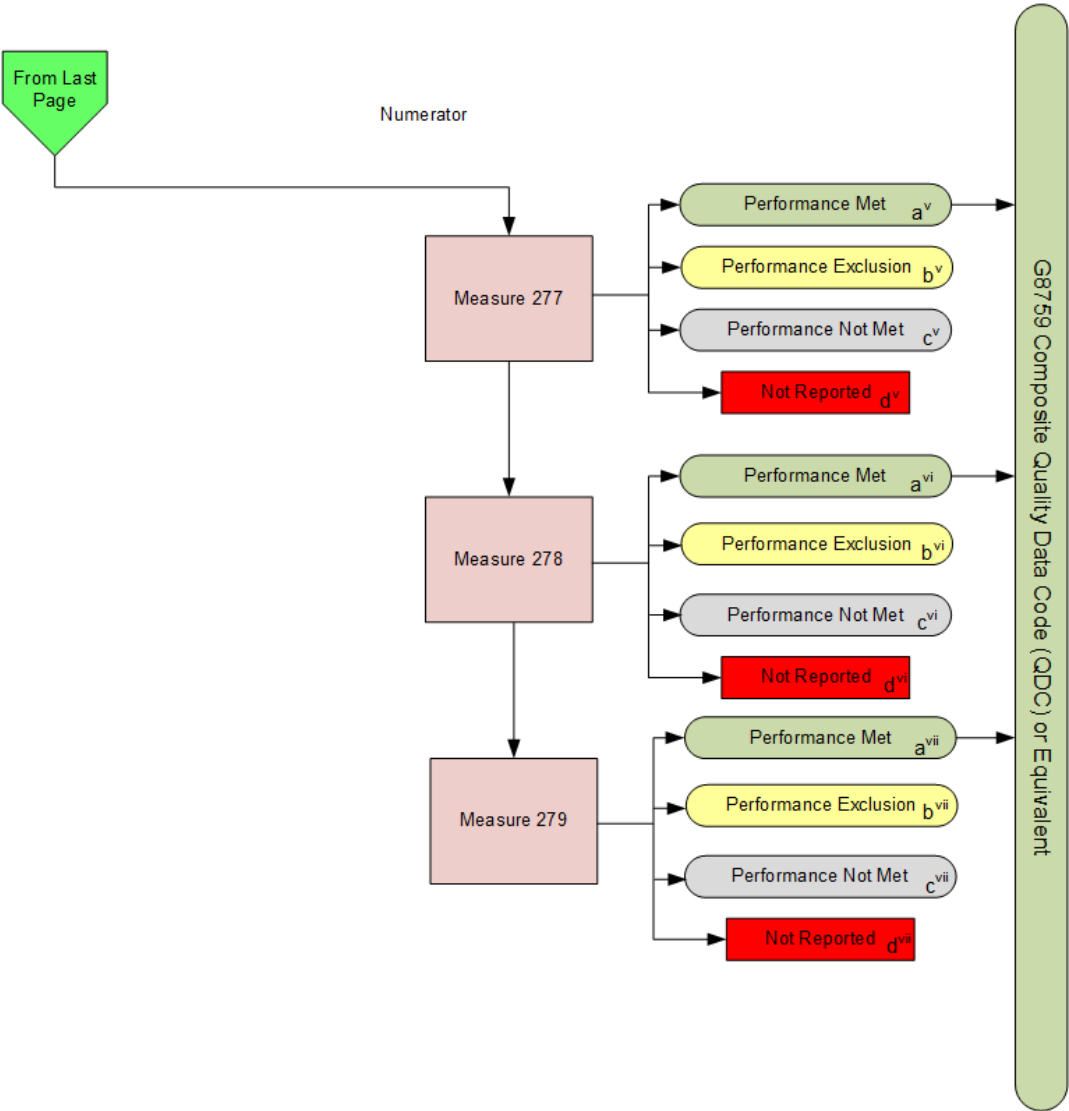 From Last
Page
Numerator
Measure 277
Performance Met a^v
Performance Exclusion b^v
Performance Not Met c^v
Not Reported d^v
Measure 278
Performance Met a^vi
Performance Exclusion b^vi
Performance Not Met c^vi
Not Reported d^vi
Measure 279
Performance Met a^vii
Performance Exclusion b^vii
Performance Not Met c^vii
Not Reported d^vii
G8759 Composite Quality Data Code (QDC) or Equivalent